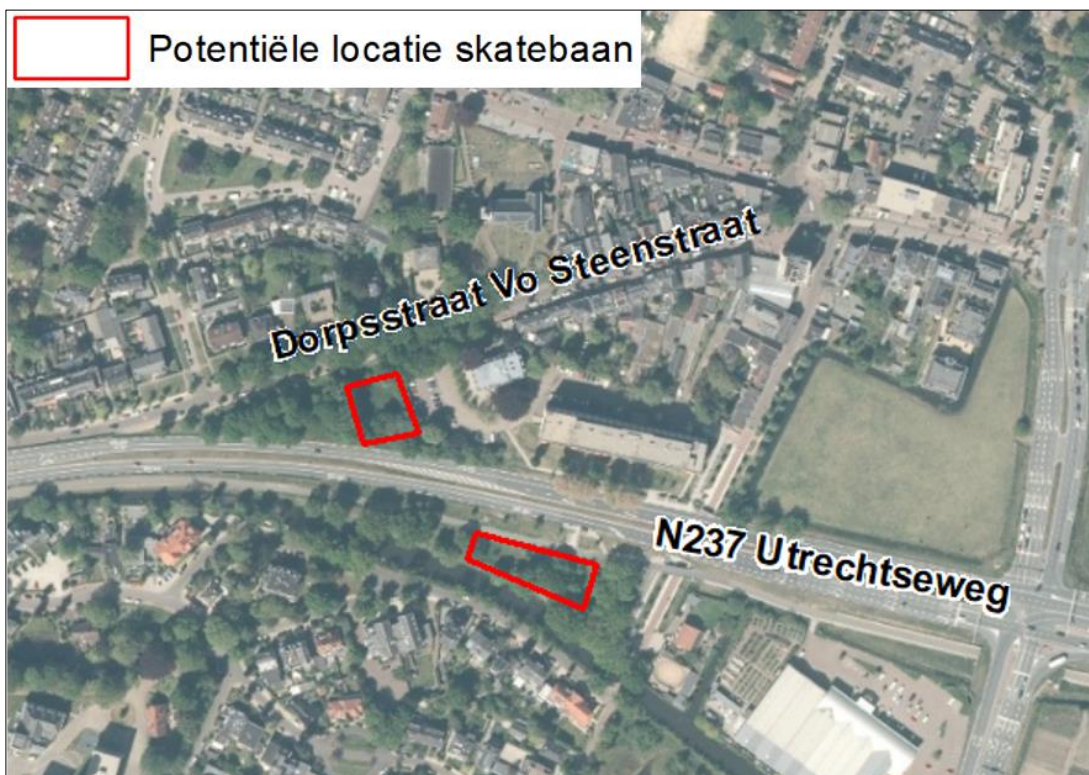 Potentiële locatie skatebaan
Dorpsstraat Vo Steenstraat
N237 Utrechtseweg